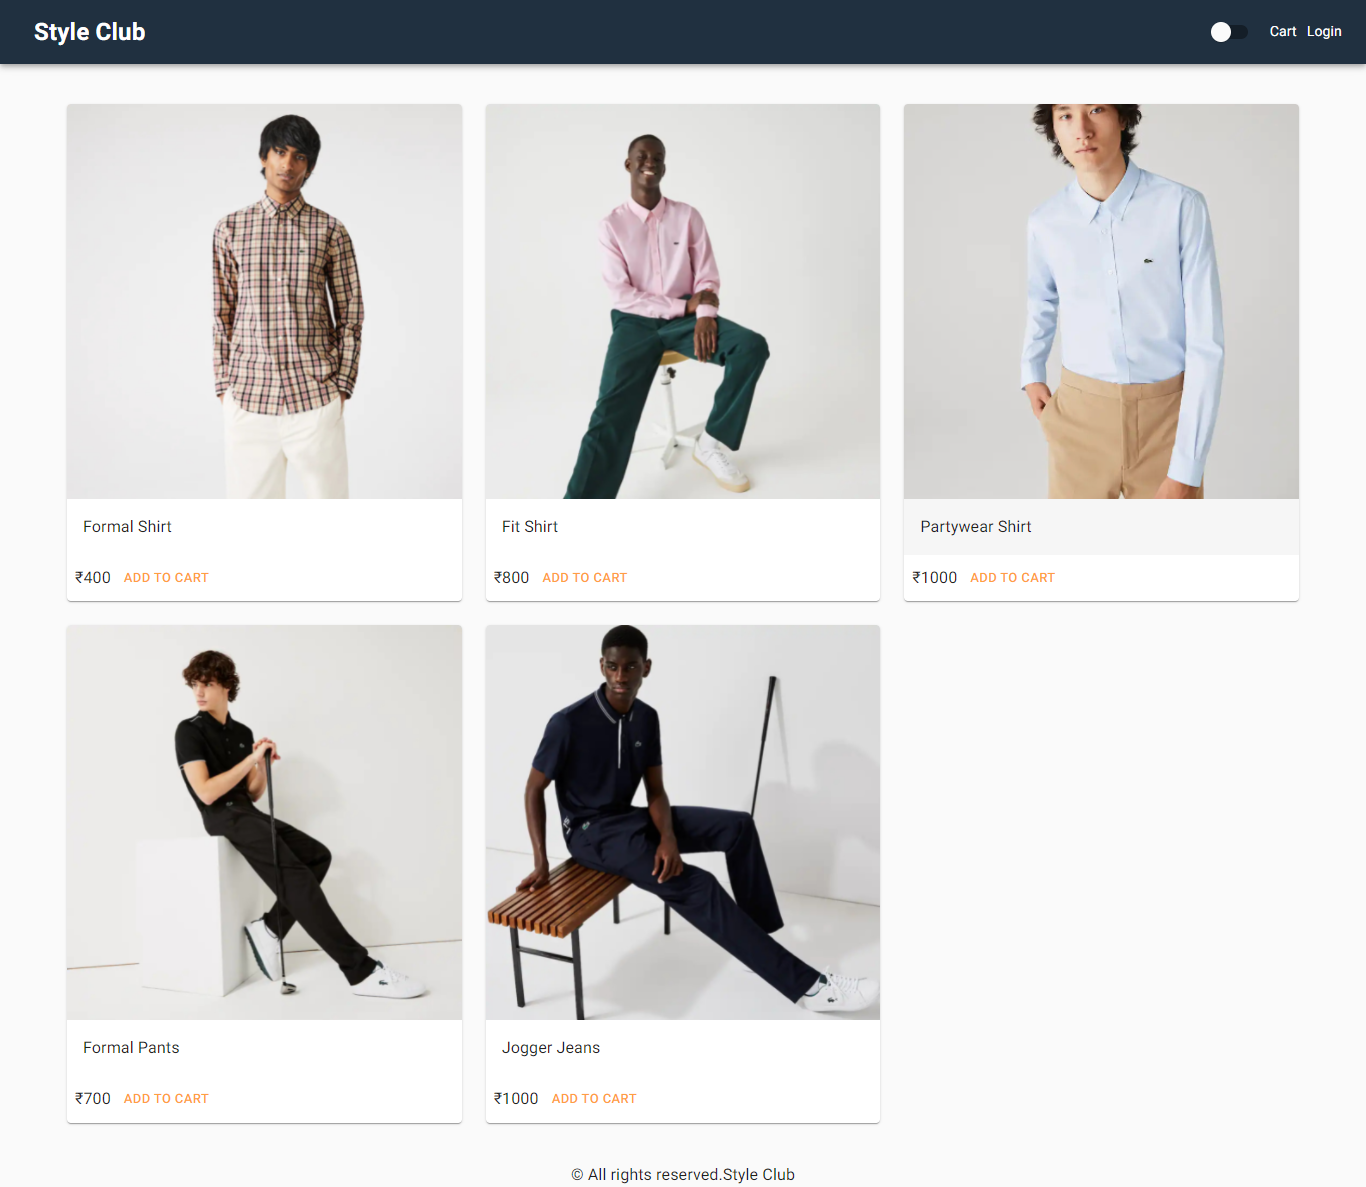 Style Club
Cart Login
Formal Shirt
₹400 ADD TO CART
Fit Shirt
₹800 ADD TO CART
Partywear Shirt
₹1000 ADD TO CART
Formal Pants
₹700 ADD TO CART
Jogger Jeans
₹1000 ADD TO CART
© All rights reserved.Style Club